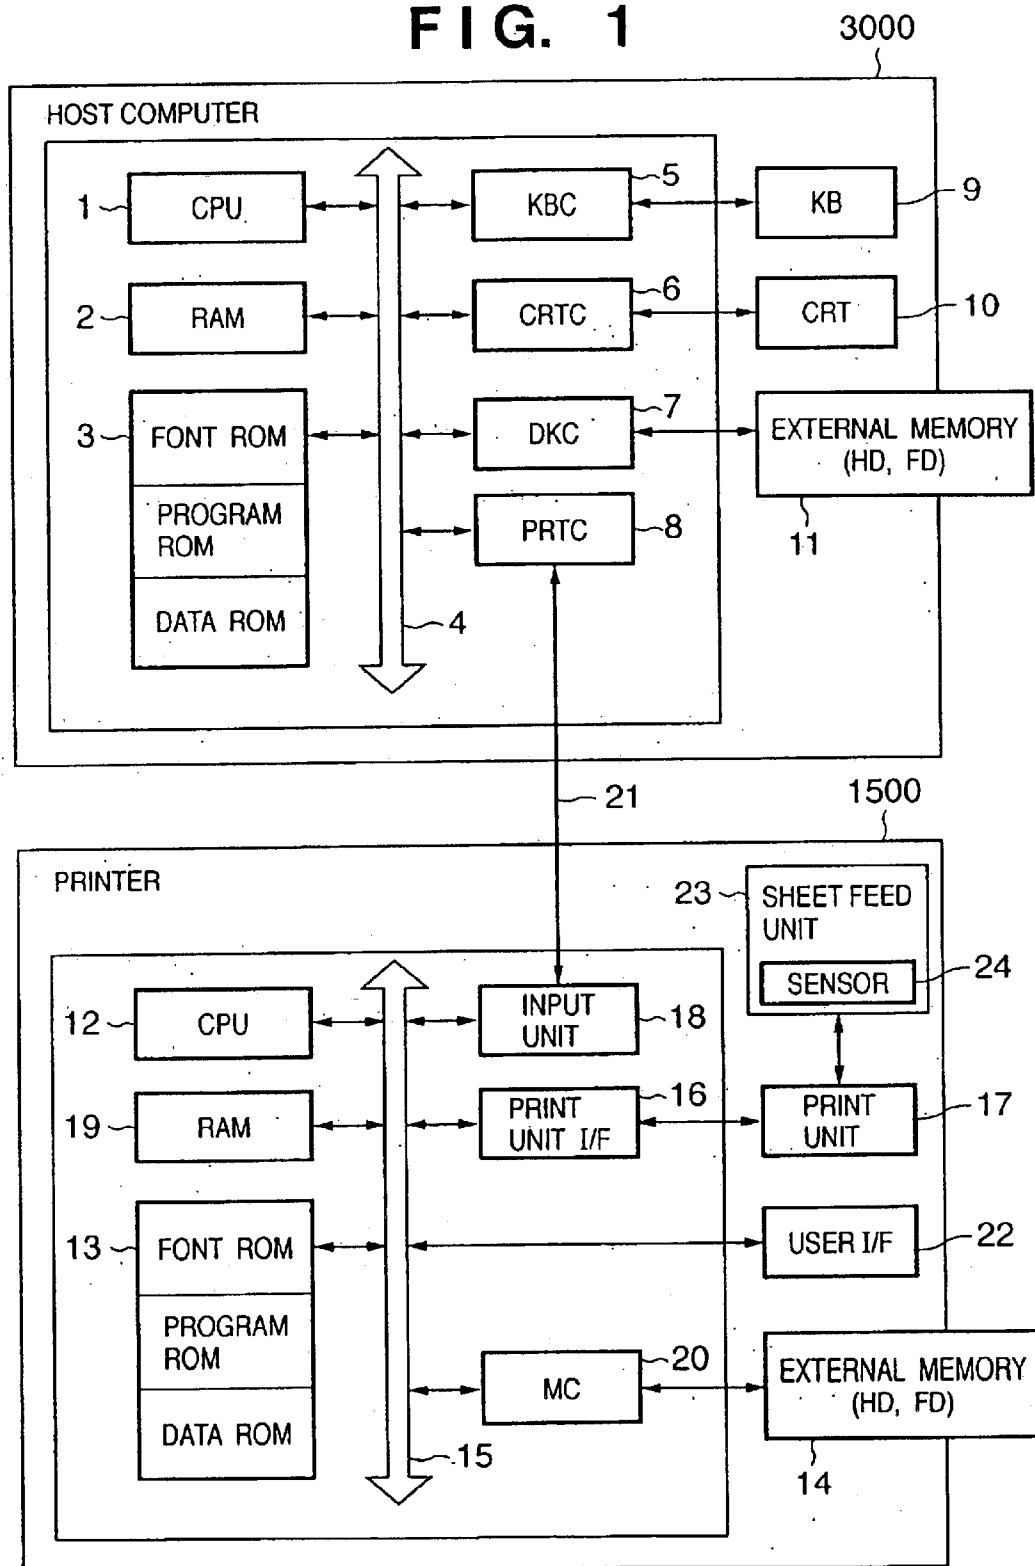 FIG. 1
3000
HOST COMPUTER
1
CPU
5
KBC
KB
9
2
RAM
6
CRTC
CRT
10
3
FONT ROM
PROGRAM
ROM
DATA ROM
7
DKC
EXTERNAL MEMORY
(HD, FD)
11
PRTC
8
4
21
1500
PRINTER
23
SHEET FEED
UNIT
SENSOR
24
12
CPU
INPUT
UNIT
18
19
RAM
16
PRINT
UNIT I/F
PRINT
UNIT
17
13
FONT ROM
PROGRAM
ROM
DATA ROM
USER I/F
22
20
MC
EXTERNAL MEMORY
(HD, FD)
14
15